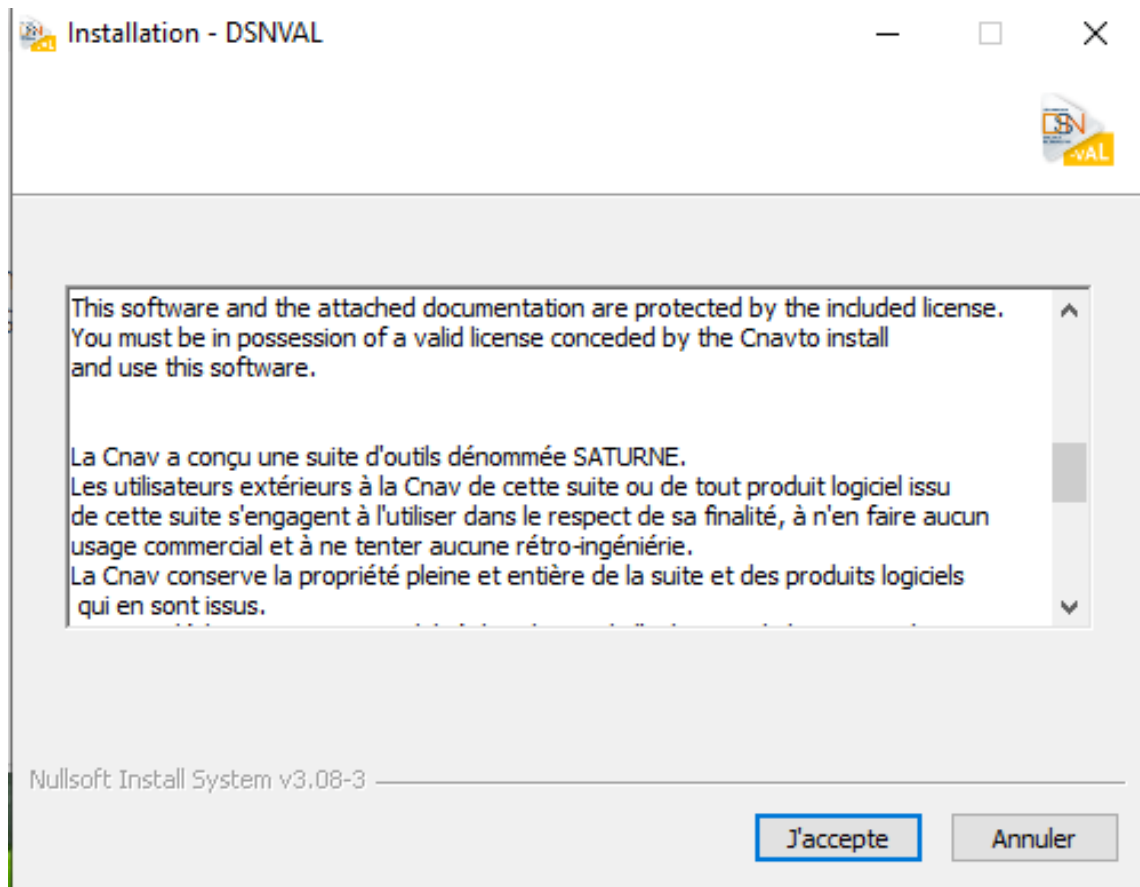 Installation - DSNVAL
DSN
-VAL
This software and the attached documentation are protected by the included license.
You must be in possession of a valid license conceded by the Cnavto install
and use this software.
La Cnav a conçu une suite d'outils dénommée SATURNE.
Les utilisateurs extérieurs à la Cnav de cette suite ou de tout produit logiciel issu
de cette suite s'engagent à l'utiliser dans le respect de sa finalité, à n'en faire aucun
usage commercial et à ne tenter aucune rétro-ingéniérie.
La Cnav conserve la propriété pleine et entière de la suite et des produits logiciels
qui en sont issus.
Nullsoft Install System v3.08-3
J'accepte
Annuler